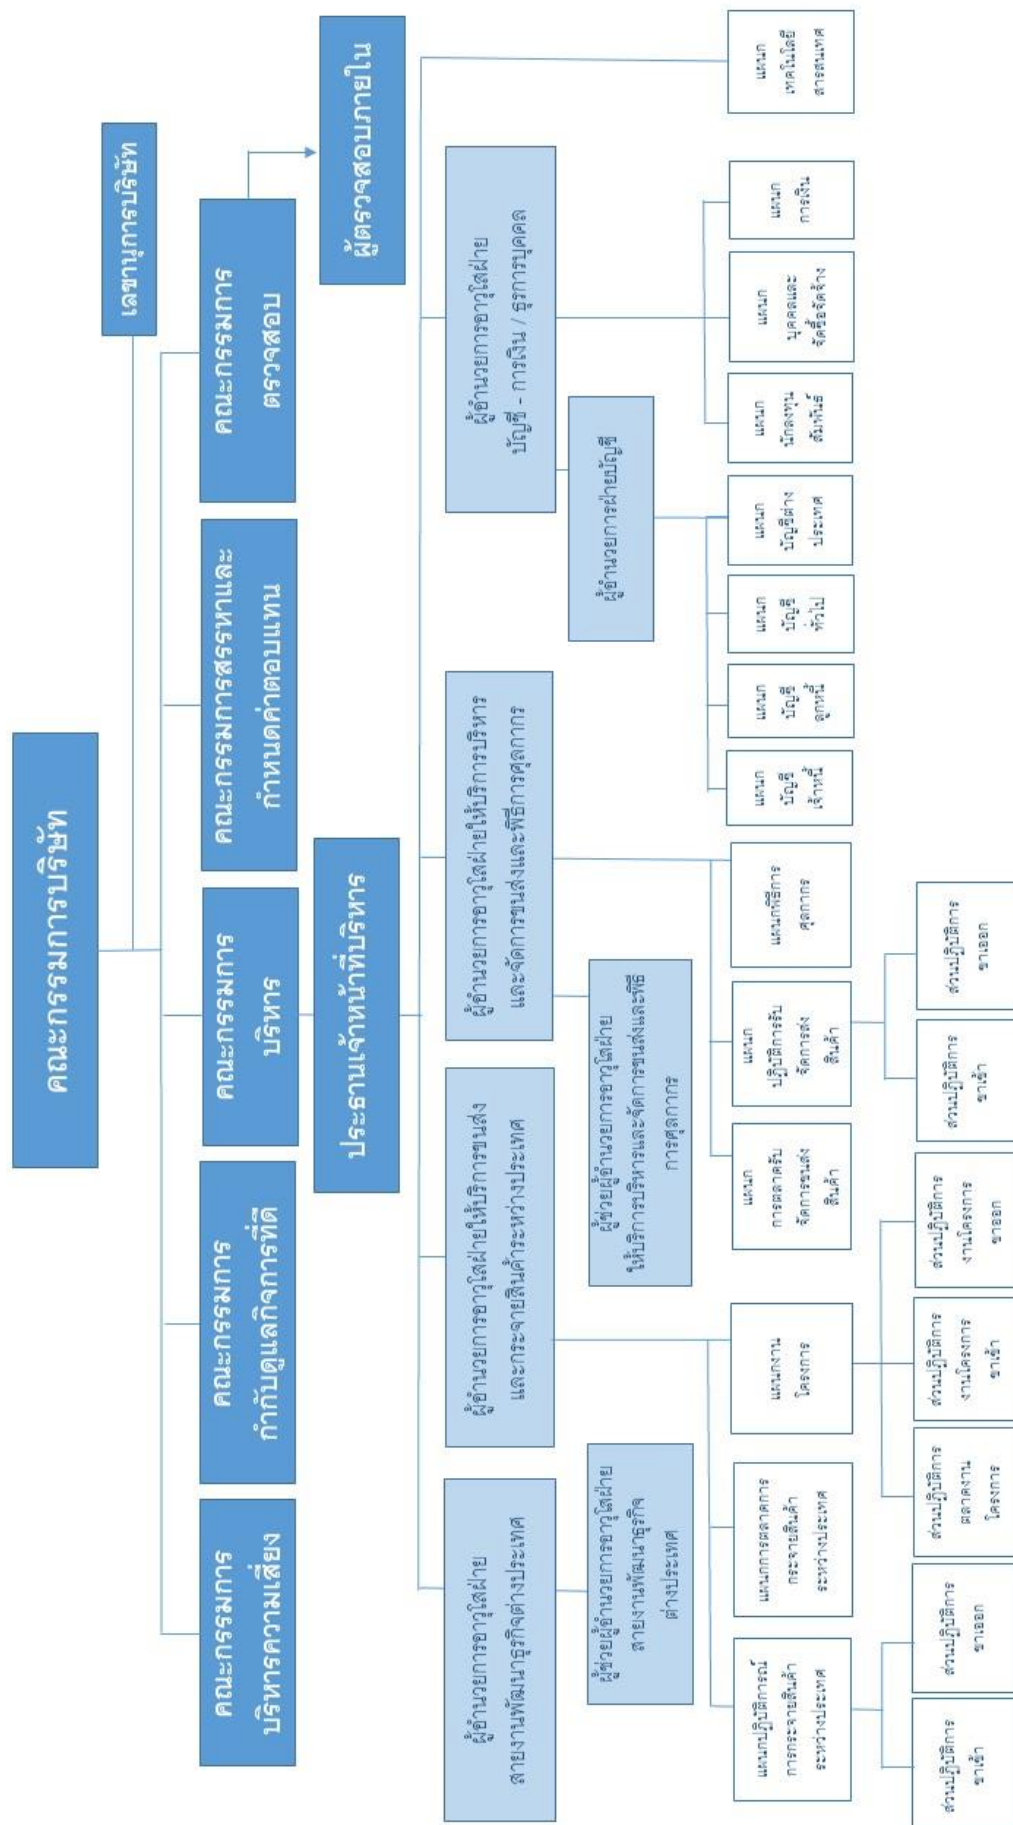 คณะกรรมการบริษัท
เลขานุการบริษัท
คณะกรรมการ
บริหารความเสี่ยง
คณะกรรมการ
กำกับดูแลกิจการที่ดี
คณะกรรมการ
บริหาร
คณะกรรมการสรรหาและ
กำหนดค่าตอบแทน
คณะกรรมการ
ตรวจสอบ
ประธานเจ้าหน้าที่บริหาร
ผู้ตรวจสอบภายใน
ผู้อำนวยการอาวุโสฝ่าย
สายงานพัฒนาธุรกิจต่างประเทศ
ผู้อำนวยการอาวุโสฝ่ายให้บริการขนส่ง
และกระจายสินค้าระหว่างประเทศ
ผู้อำนวยการอาวุโสฝ่ายให้บริการบริหาร
และจัดการขนส่งและพิธีการศุลกากร
ผู้อำนวยการอาวุโสฝ่าย
บัญชี - การเงิน / ธุรการบุคคล
ผู้ช่วยผู้อำนวยการอาวุโสฝ่าย
สายงานพัฒนาธุรกิจ
ต่างประเทศ
ผู้ช่วยผู้อำนวยการอาวุโสฝ่าย
ให้บริการบริหารและจัดการขนส่งและพิธี
การศุลกากร
ผู้อำนวยการฝ่ายบัญชี
แผนกปฏิบัติการณ์
การกระจายสินค้า
ระหว่างประเทศ
แผนกการตลาดการ
กระจายสินค้า
ระหว่างประเทศ
แผนกงาน
โครงการ
แผนก
การตลาดรับ
จัดการขนส่ง
สินค้า
แผนก
ปฏิบัติการรับ
จัดการส่ง
สินค้า
แผนกพิธีการ
ศุลกากร
แผนก
บัญชี
เจ้าหนี้
แผนก
บัญชี
ลูกหนี้
แผนก
บัญชี
ทั่วไป
แผนก
บัญชีต่าง
ประเทศ
แผนก
นักลงทุน
สัมพันธ์
แผนก
บุคคลและ
จัดซื้อจัดจ้าง
แผนก
การเงิน
แผนก
เทคโนโลยี
สารสนเทศ
ส่วนปฏิบัติการ
ขาเข้า
ส่วนปฏิบัติการ
ขาเออก
ส่วนปฏิบัติการ
ตลาดงาน
โครงการ
ส่วนปฏิบัติการ
งานโครงการ
ขาเข้า
ส่วนปฏิบัติการ
งานโครงการ
ขาออก
ส่วนปฏิบัติการ
ขาเข้า
ส่วนปฏิบัติการ
ขาเออก